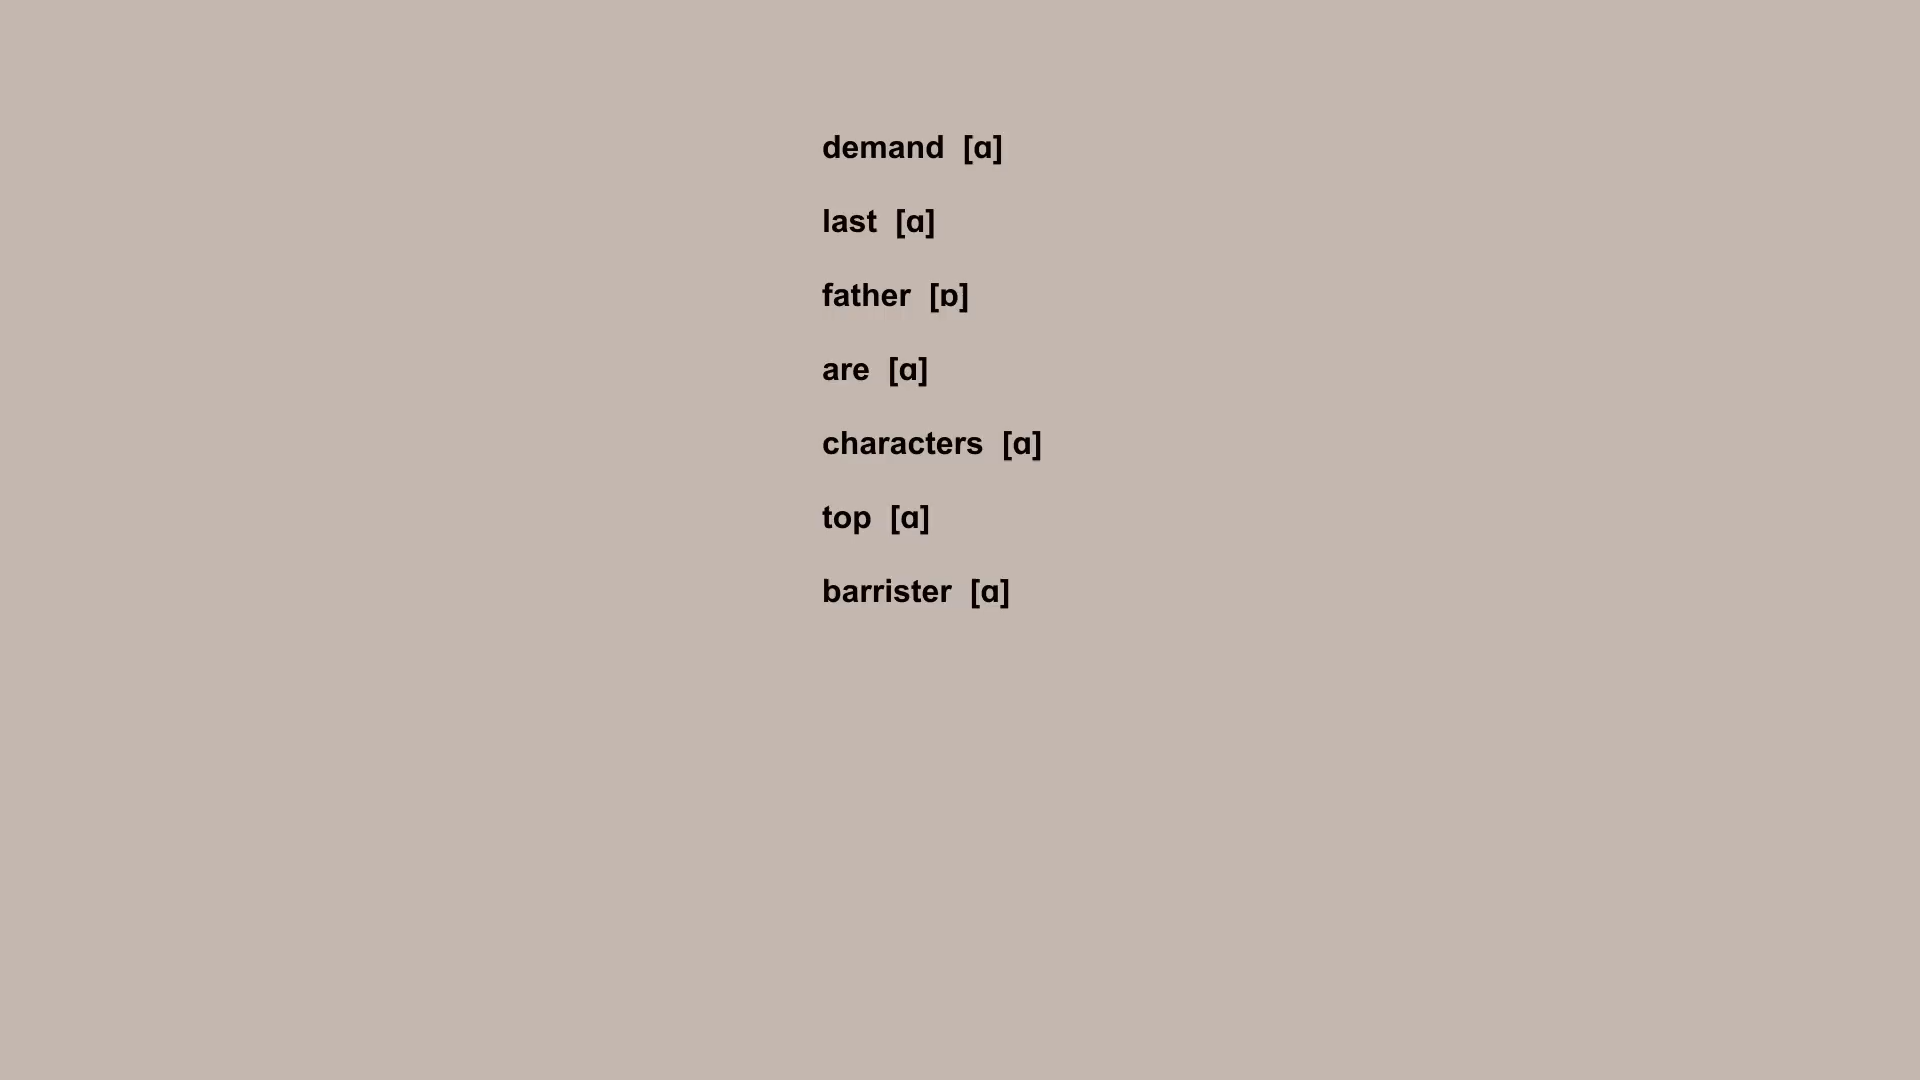 demand [ɑ]
last [ɑ]
father [ɒ]
are [ɑ]
characters [ɑ]
top [ɑ]
barrister [ɑ]